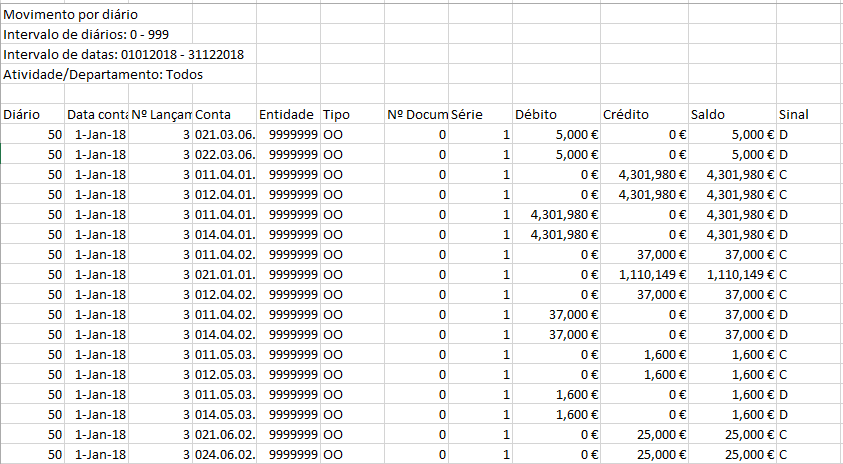 Movimento por diário
Intervalo de diários: 0 - 999
Intervalo de datas: 01012018 - 31122018
Atividade/Departamento: Todos
Diário Data conta Nº Lançam Conta Entidade Tipo Nº Docum Série Débito Crédito Saldo Sinal
50 1-Jan-18 3 021.03.06. 9999999 OO 0 1 5,000 € 0 € 5,000 € D
50 1-Jan-18 3 022.03.06. 9999999 OO 0 1 5,000 € 0 € 5,000 € D
50 1-Jan-18 3 011.04.01. 9999999 OO 0 1 0 € 4,301,980 € 4,301,980 € C
50 1-Jan-18 3 012.04.01. 9999999 OO 0 1 0 € 4,301,980 € 4,301,980 € C
50 1-Jan-18 3 011.04.01. 9999999 OO 0 1 4,301,980 € 0 € 4,301,980 € D
50 1-Jan-18 3 014.04.01. 9999999 OO 0 1 4,301,980 € 0 € 4,301,980 € D
50 1-Jan-18 3 011.04.02. 9999999 OO 0 1 0 € 37,000 € 37,000 € C
50 1-Jan-18 3 021.01.01. 9999999 OO 0 1 0 € 1,110,149 € 1,110,149 € C
50 1-Jan-18 3 012.04.02. 9999999 OO 0 1 0 € 37,000 € 37,000 € C
50 1-Jan-18 3 011.04.02. 9999999 OO 0 1 37,000 € 0 € 37,000 € D
50 1-Jan-18 3 014.04.02. 9999999 OO 0 1 37,000 € 0 € 37,000 € D
50 1-Jan-18 3 011.05.03. 9999999 OO 0 1 0 € 1,600 € 1,600 € C
50 1-Jan-18 3 012.05.03. 9999999 OO 0 1 0 € 1,600 € 1,600 € C
50 1-Jan-18 3 011.05.03. 9999999 OO 0 1 1,600 € 0 € 1,600 € D
50 1-Jan-18 3 014.05.03. 9999999 OO 0 1 1,600 € 0 € 1,600 € D
50 1-Jan-18 3 021.06.02. 9999999 OO 0 1 0 € 25,000 € 25,000 € C
50 1-Jan-18 3 024.06.02. 9999999 OO 0 1 0 € 25,000 € 25,000 € C